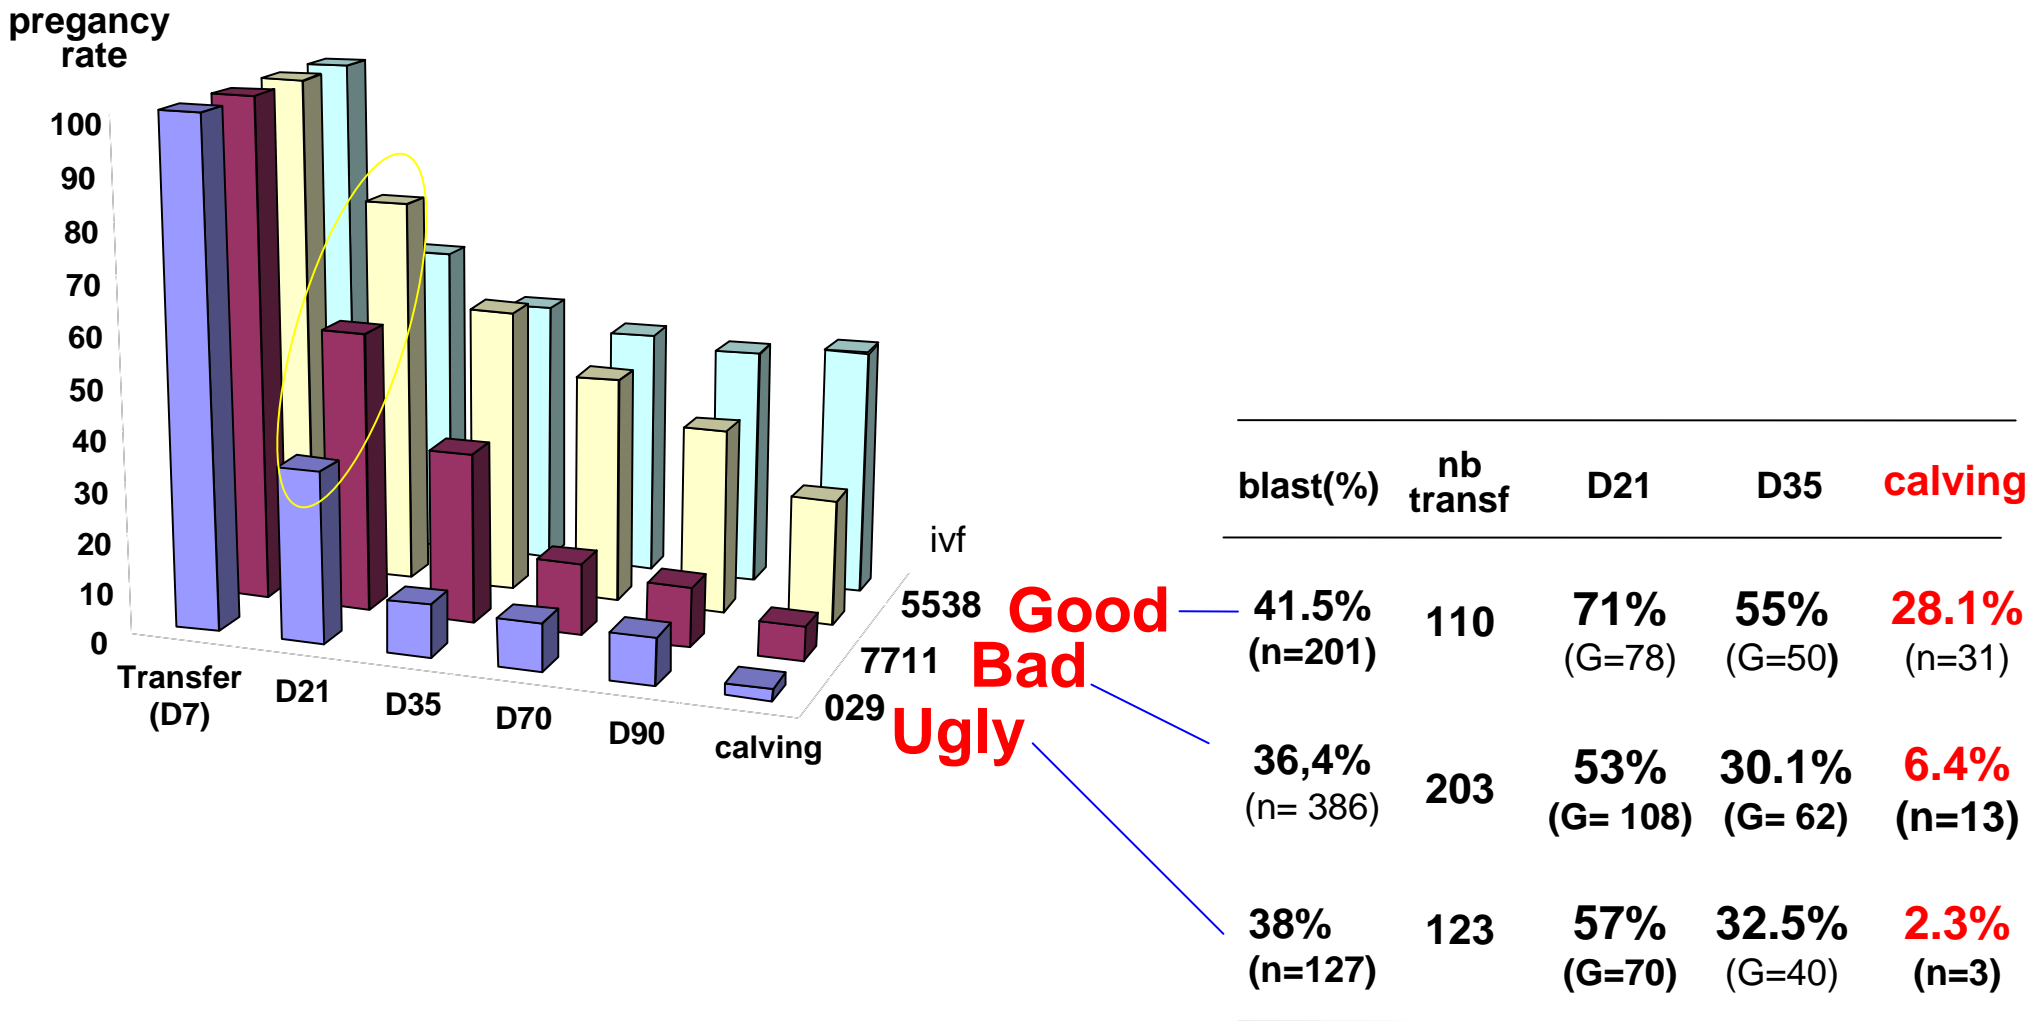 pregancy
rate
100
90
80
70
60
50
40
30
20
10
0
Transfer
(D7)
D21
D35
D70
D90
calving
ivf
5538
7711
029
Good
Bad
Ugly
blast(%) nb transf D21 D35 calving
41.5% 110 71% 55% 28.1%
(n=201) (G=78) (G=50) (n=31)
36,4% 203 53% 30.1% 6.4%
(n= 386) (G= 108) (G= 62) (n=13)
38% 123 57% 32.5% 2.3%
(n=127) (G=70) (G=40) (n=3)